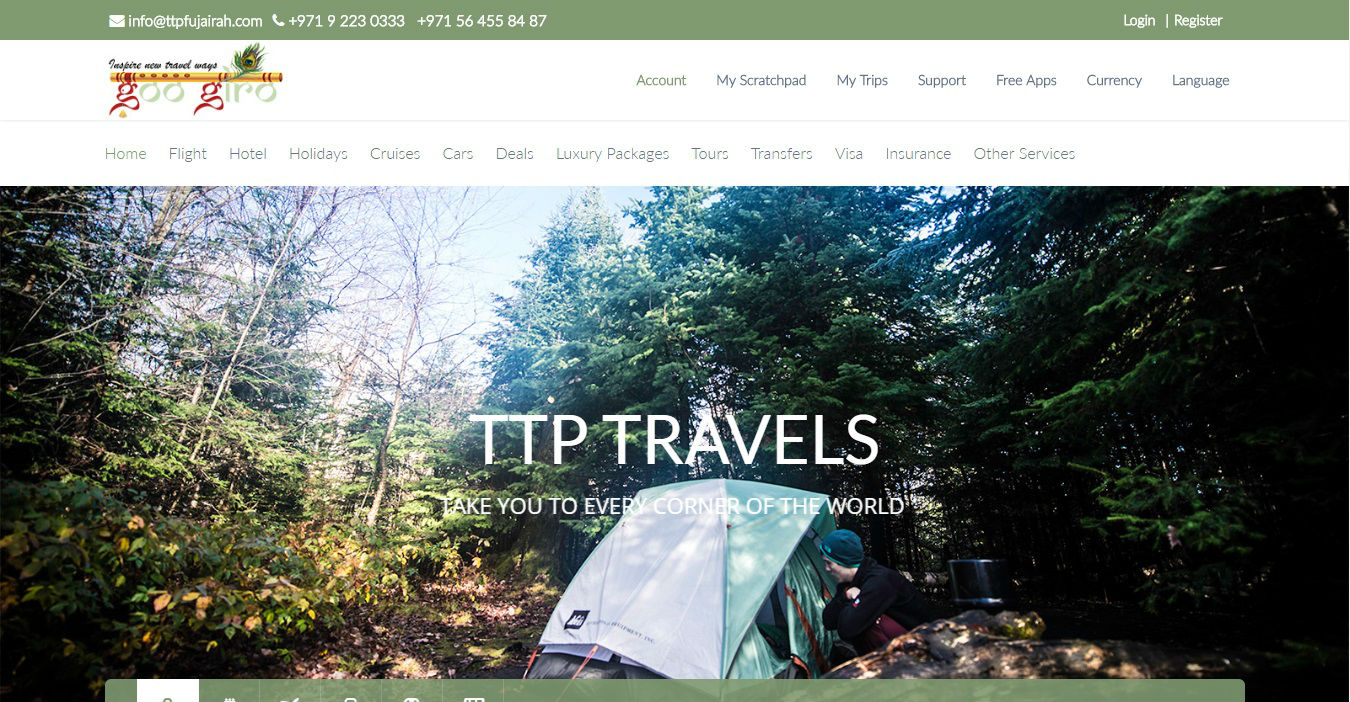 info@ttpfujairah.com +971 9 223 0333 +971 56 455 84 87 Login | Register
Inspire new travel ways
goo giro
Account My Scratchpad My Trips Support Free Apps Currency Language
Home Flight Hotel Holidays Cruises Cars Deals Luxury Packages Tours Transfers Visa Insurance Other Services
TTP TRAVELS
TAKE YOU TO EVERY CORNER OF THE WORLD
EQUIPMENT, INC.